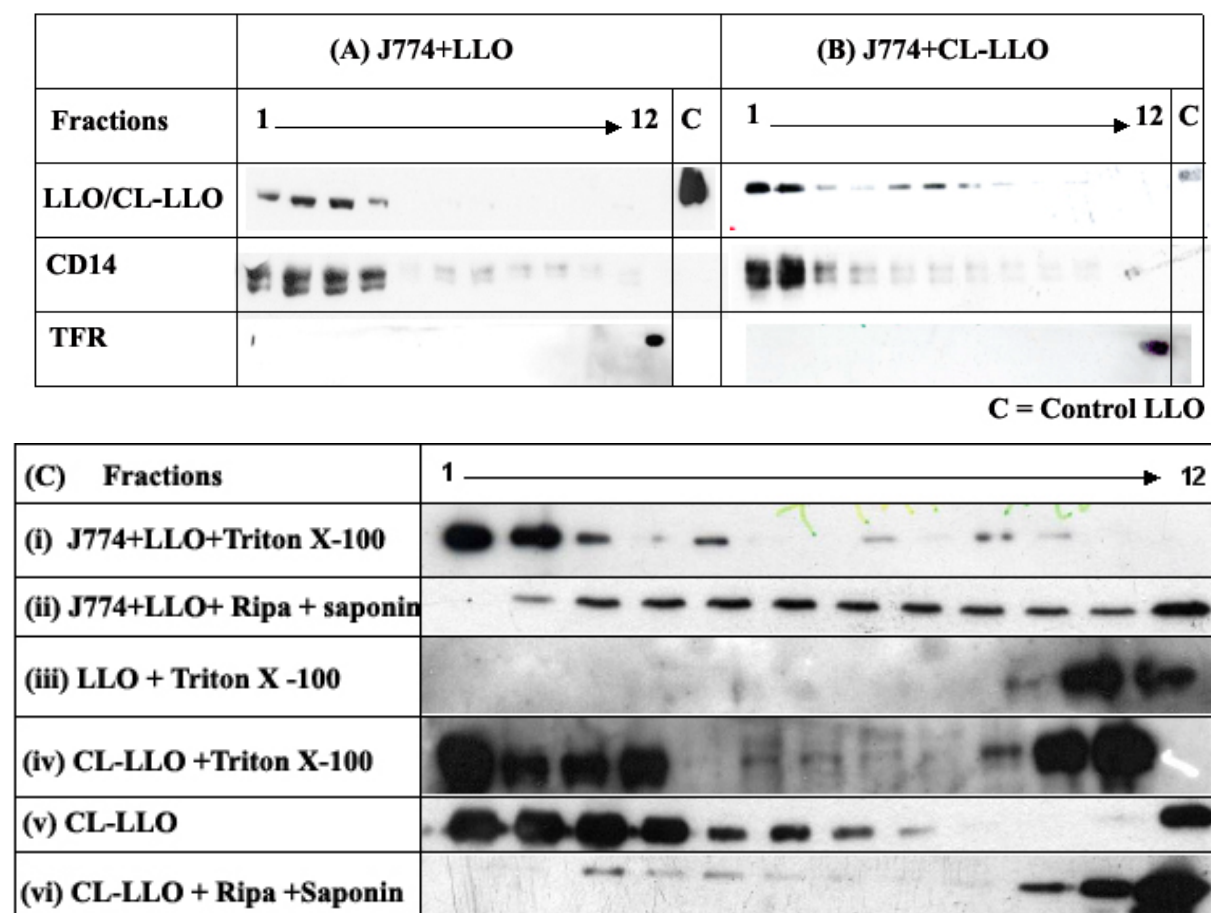 (A) J774+LLO (B) J774+CL-LLO
Fractions 1 12 C 1 12 C
LLO/CL-LLO
CD14
TFR
C = Control LLO
(C) Fractions 1 12
(i) J774+LLO+Triton X-100
(ii) J774+LLO+ Ripa + saponin
(iii) LLO + Triton X -100
(iv) CL-LLO +Triton X-100
(v) CL-LLO
(vi) CL-LLO + Ripa +Saponin